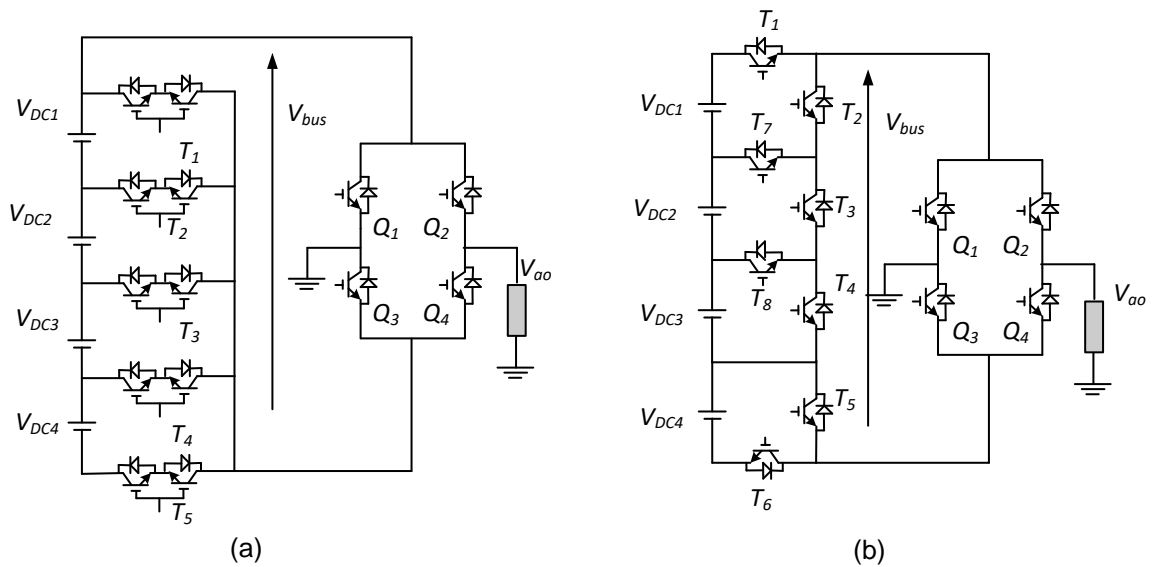 V_DC1
V_DC2
V_DC3
V_DC4
T_1
T_2
T_3
T_4
T_5
V_bus
Q_1
Q_2
Q_3
Q_4
V_ao
(a)
T_1
V_DC1
T_2
T_7
V_bus
V_DC2
T_3
T_8
T_4
V_DC3
T_5
V_DC4
T_6
Q_1
Q_2
Q_3
Q_4
V_ao
(b)